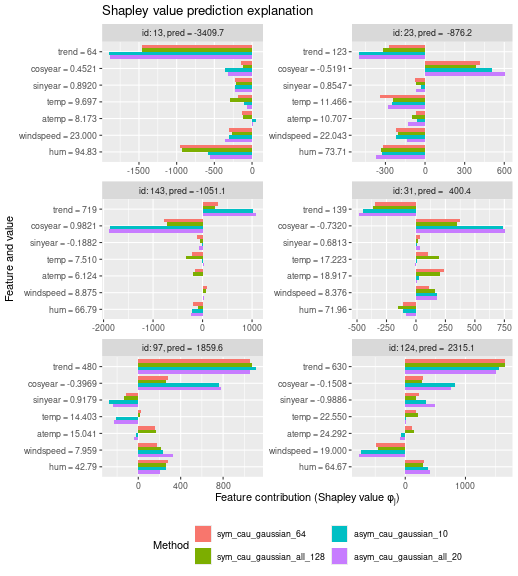 Shapley value prediction explanation
id: 13, pred = -3409.7
trend = 64
cosyear = 0.4521
sinyear = 0.8920
temp = 9.697
atemp = 8.173
windspeed = 23.000
hum = 94.83
-1500 -1000 -500 0
id: 23, pred = -876.2
trend = 123
cosyear = -0.5191
sinyear = 0.8547
temp = 11.466
atemp = 10.707
windspeed = 22.043
hum = 73.71
-300 0 300 600
id: 143, pred = -1051.1
trend = 719
cosyear = 0.9821
sinyear = -0.1882
temp = 7.510
atemp = 6.124
windspeed = 8.875
hum = 66.79
-2000 -1000 0 1000
id: 31, pred = 400.4
trend = 139
cosyear = -0.7320
sinyear = 0.6813
temp = 17.223
atemp = 18.917
windspeed = 8.376
hum = 71.96
-500 -250 0 250 500 750
id: 97, pred = 1859.6
trend = 480
cosyear = -0.3969
sinyear = 0.9179
temp = 14.403
atemp = 15.041
windspeed = 7.959
hum = 42.79
0 400 800
id: 124, pred = 2315.1
trend = 630
cosyear = -0.1508
sinyear = -0.9886
temp = 22.550
atemp = 24.292
windspeed = 19.000
hum = 64.67
0 1000
Feature and value
Feature contribution (Shapley value φj)
Method
sym_cau_gaussian_64
sym_cau_gaussian_all_128
asym_cau_gaussian_10
asym_cau_gaussian_all_20